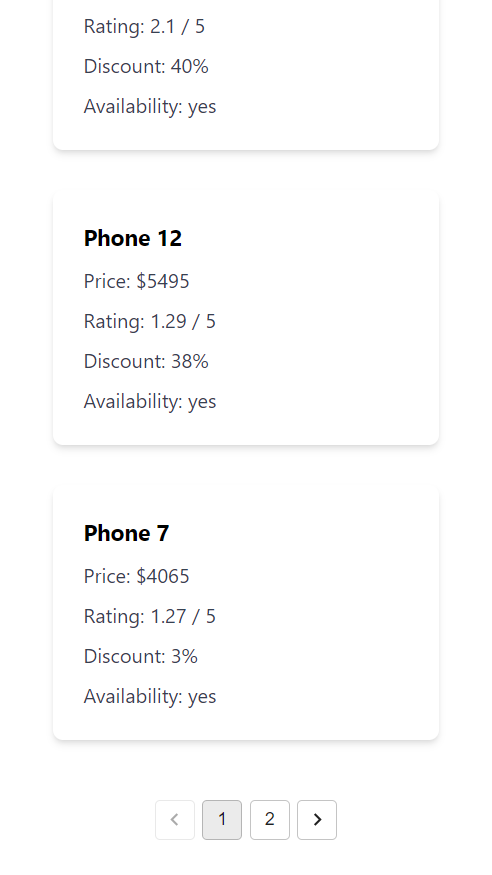 Rating: 2.1 / 5
Discount: 40%
Availability: yes
Phone 12
Price: $5495
Rating: 1.29 / 5
Discount: 38%
Availability: yes
Phone 7
Price: $4065
Rating: 1.27 / 5
Discount: 3%
Availability: yes
1 2